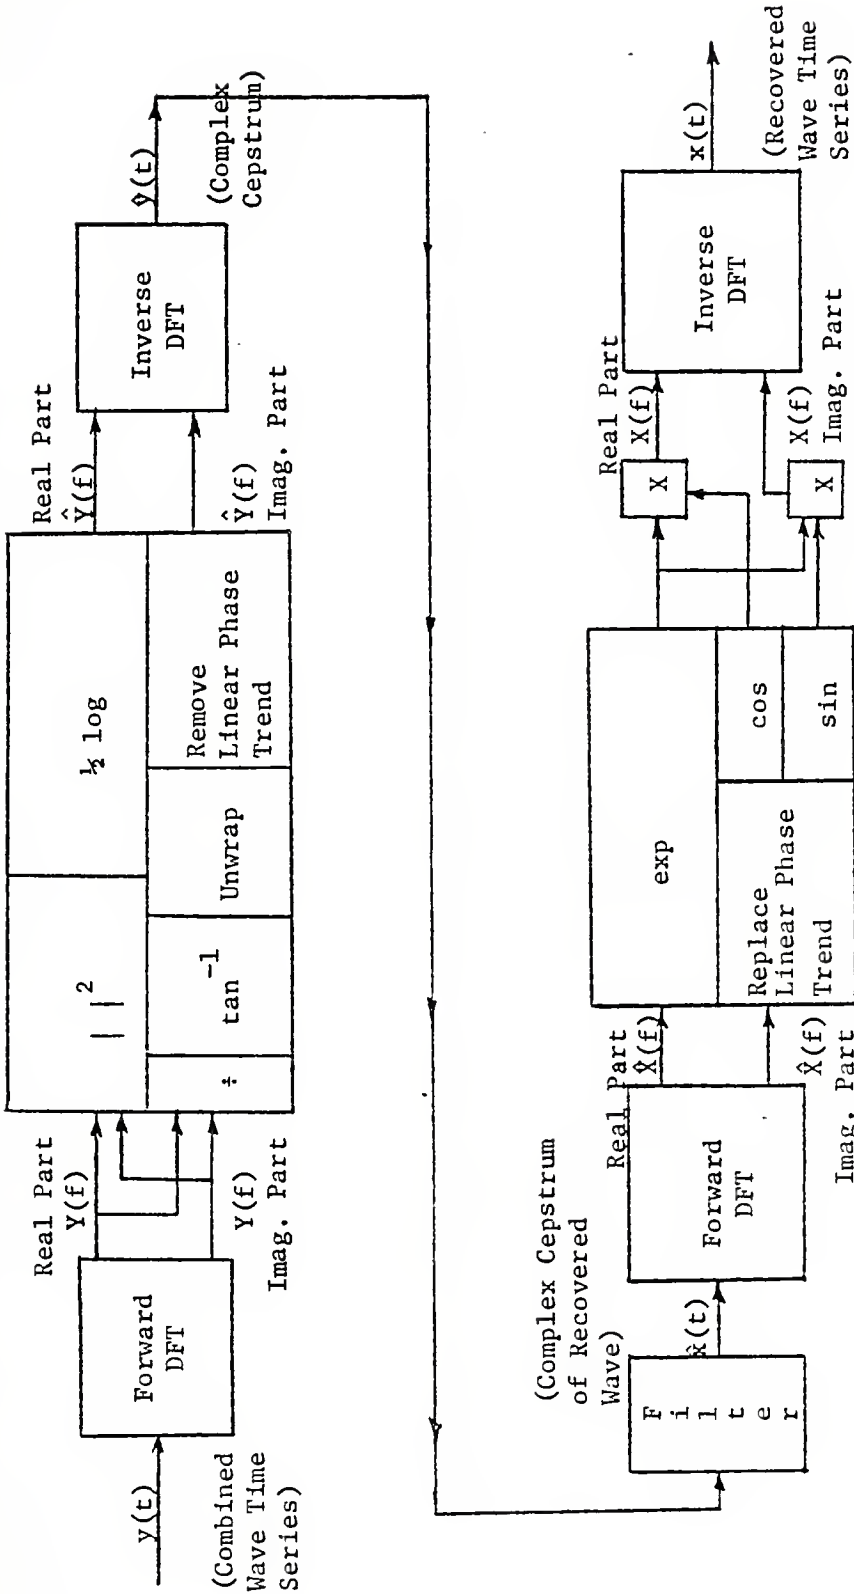 y(t)
(Combined
Wave Time
Series)
Forward
DFT
Real Part
Y(f)
Y(f)
Imag. Part
| |²
½ log
÷
tan⁻¹
Unwrap
Remove
Linear Phase
Trend
Real Part
Ŷ(f)
Ŷ(f)
Imag. Part
Inverse
DFT
ŷ(t)
(Complex
Cepstrum)
Filter
(Complex Cepstrum
of Recovered
Wave)
x̂(t)
Forward
DFT
Real Part
X̂(f)
X̂(f)
Imag. Part
exp
Replace
Linear Phase
Trend
cos
sin
X
X
Real Part
X(f)
X(f)
Imag. Part
Inverse
DFT
x(t)
(Recovered
Wave Time
Series)